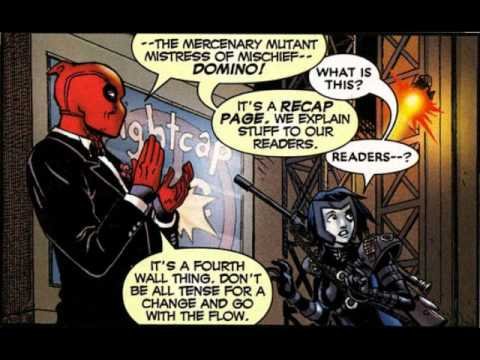 --THE MERCENARY MUTANT
MISTRESS OF MISCHIEF--
DOMINO!
WHAT IS
THIS?
IT'S A RECAP
PAGE. WE EXPLAIN
STUFF TO OUR
READERS.
READERS--?
ightcap
IT'S A FOURTH
WALL THING. DON'T
BE ALL TENSE FOR A
CHANGE AND GO
WITH THE FLOW.